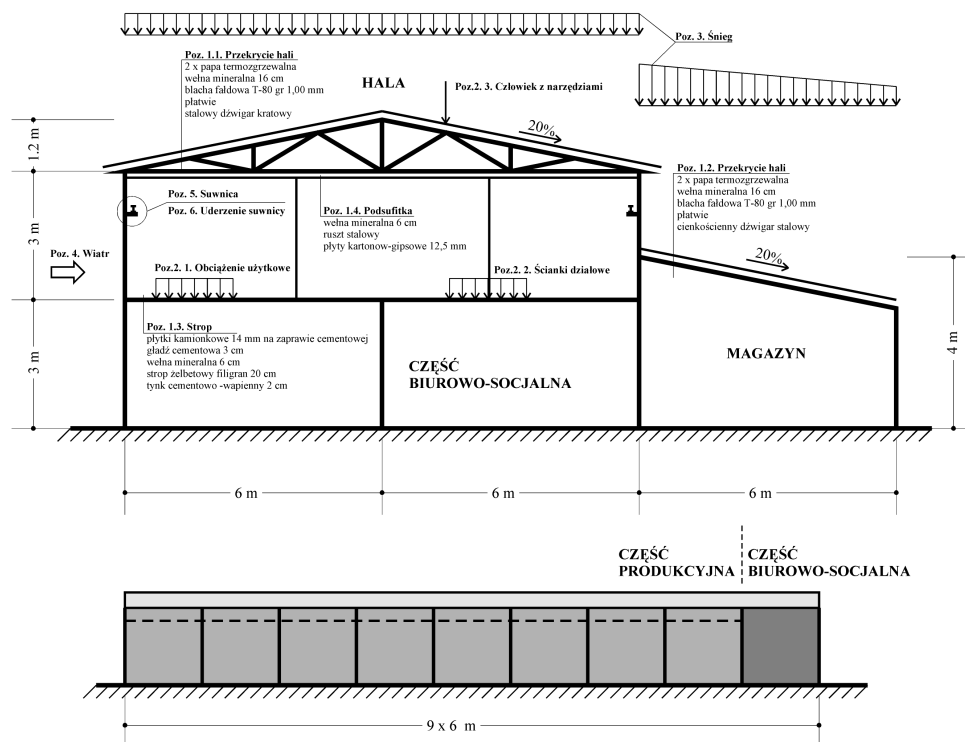 Poz. 3. Śnieg
Poz. 1.1. Przekrycie hali
2 x papa termozgrzewalna
wełna mineralna 16 cm
blacha fałdowa T-80 gr 1,00 mm
płatwie
stalowy dźwigar kratowy
HALA
Poz.2. 3. Człowiek z narzędziami
20%
1.2 m
Poz. 1.2. Przekrycie hali
2 x papa termozgrzewalna
wełna mineralna 16 cm
blacha fałdowa T-80 gr 1,00 mm
płatwie
cienkościenny dźwigar stalowy
Poz. 5. Suwnica
Poz. 6. Uderzenie suwnicy
Poz. 1.4. Podsufitka
wełna mineralna 6 cm
ruszt stalowy
płyty kartonow-gipsowe 12,5 mm
3 m
Poz. 4. Wiatr
20%
Poz.2. 1. Obciążenie użytkowe
Poz.2. 2. Ścianki działowe
Poz. 1.3. Strop
płytki kamionkowe 14 mm na zaprawie cementowej
gładź cementowa 3 cm
wełna mineralna 6 cm
strop żelbetowy filigran 20 cm
tynk cementowo -wapienny 2 cm
3 m
CZĘŚĆ
BIUROWO-SOCJALNA
MAGAZYN
4 m
6 m
6 m
6 m
CZĘŚĆ
PRODUKCYJNA
CZĘŚĆ
BIUROWO-SOCJALNA
9 x 6 m